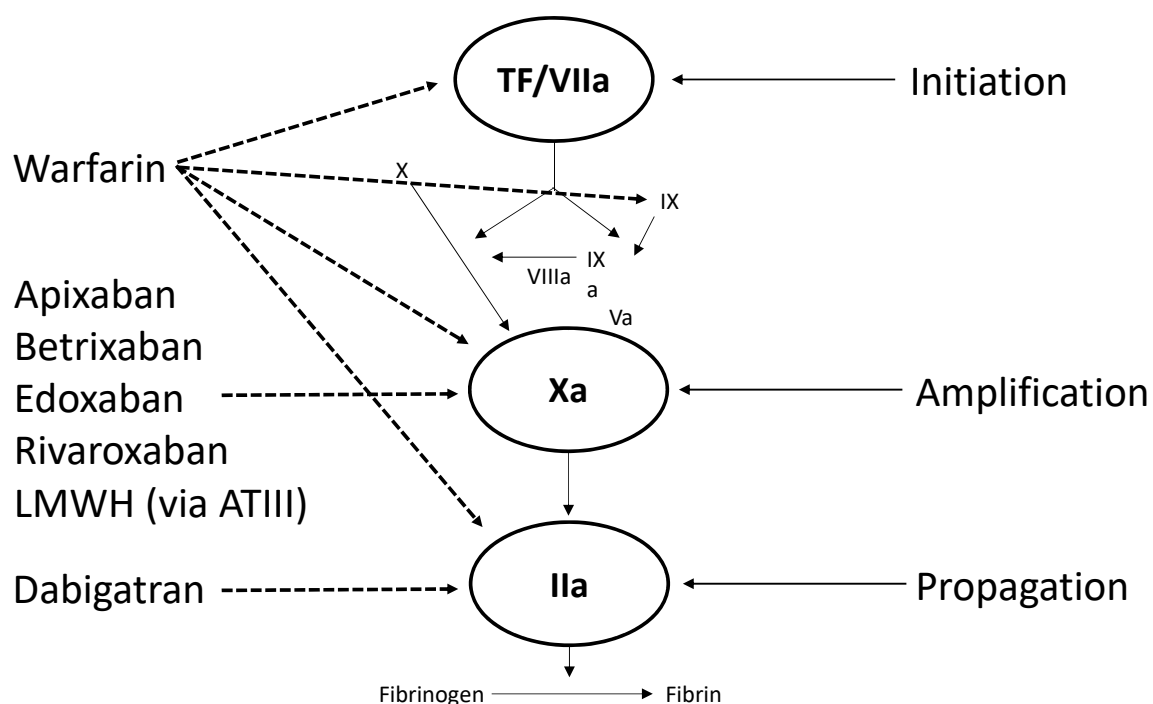 TF/VIIa
Initiation
Warfarin
X
IX
VIIIa
IX
a
Va
Apixaban
Betrixaban
Edoxaban
Rivaroxaban
LMWH (via ATIII)
Xa
Amplification
Dabigatran
IIa
Propagation
Fibrinogen
Fibrin